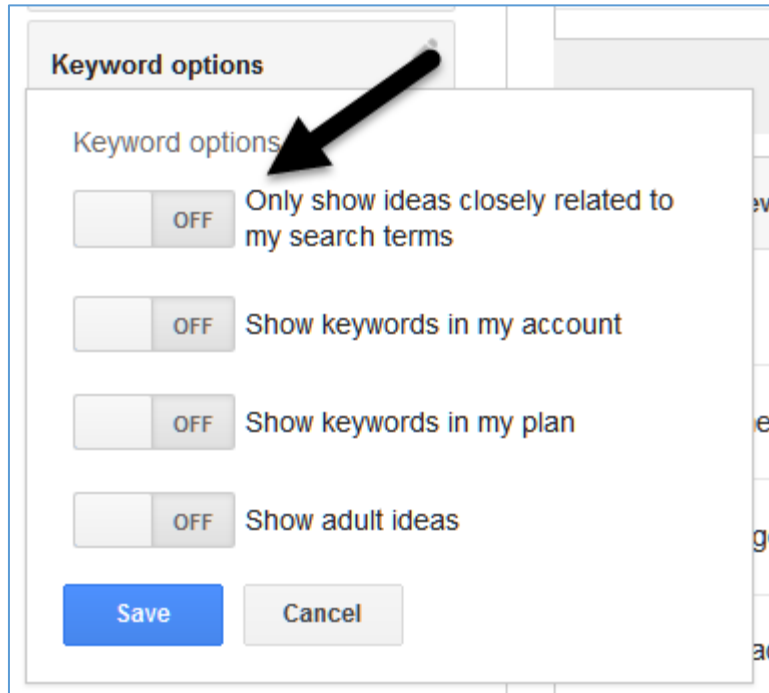 Keyword options
Keyword options
OFF
Only show ideas closely related to
my search terms
OFF
Show keywords in my account
OFF
Show keywords in my plan
OFF
Show adult ideas
Save
Cancel